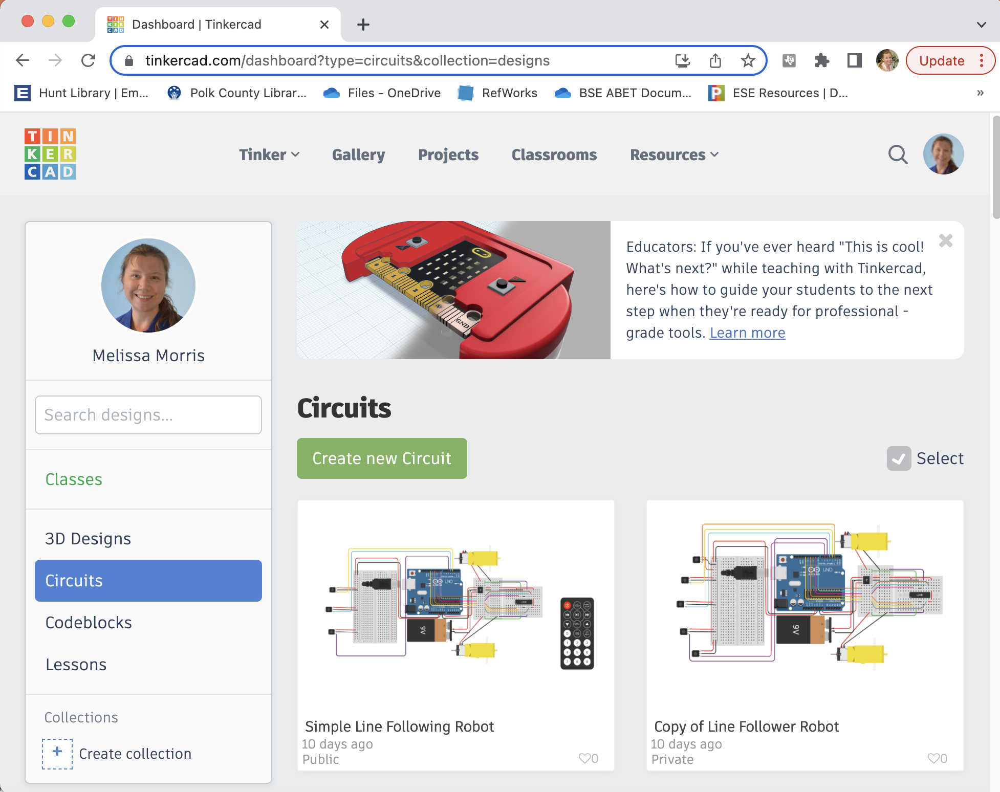 Dashboard | Tinkercad
tinkercad.com/dashboard?type=circuits&collection=designs
Update
Hunt Library | Em...
Polk County Librar...
Files - OneDrive
RefWorks
BSE ABET Docum...
ESE Resources | D...
»
TIN
KER
CAD
Tinker
Gallery
Projects
Classrooms
Resources
Melissa Morris
Search designs...
Classes
3D Designs
Circuits
Codeblocks
Lessons
Collections
+ Create collection
GND
Educators: If you've ever heard "This is cool!
What's next?" while teaching with Tinkercad,
here's how to guide your students to the next
step when they're ready for professional -
grade tools. Learn more
Circuits
Create new Circuit
Select
UNO
9V
Simple Line Following Robot
10 days ago
Public
0
UNO
9V
Copy of Line Follower Robot
10 days ago
Private
0